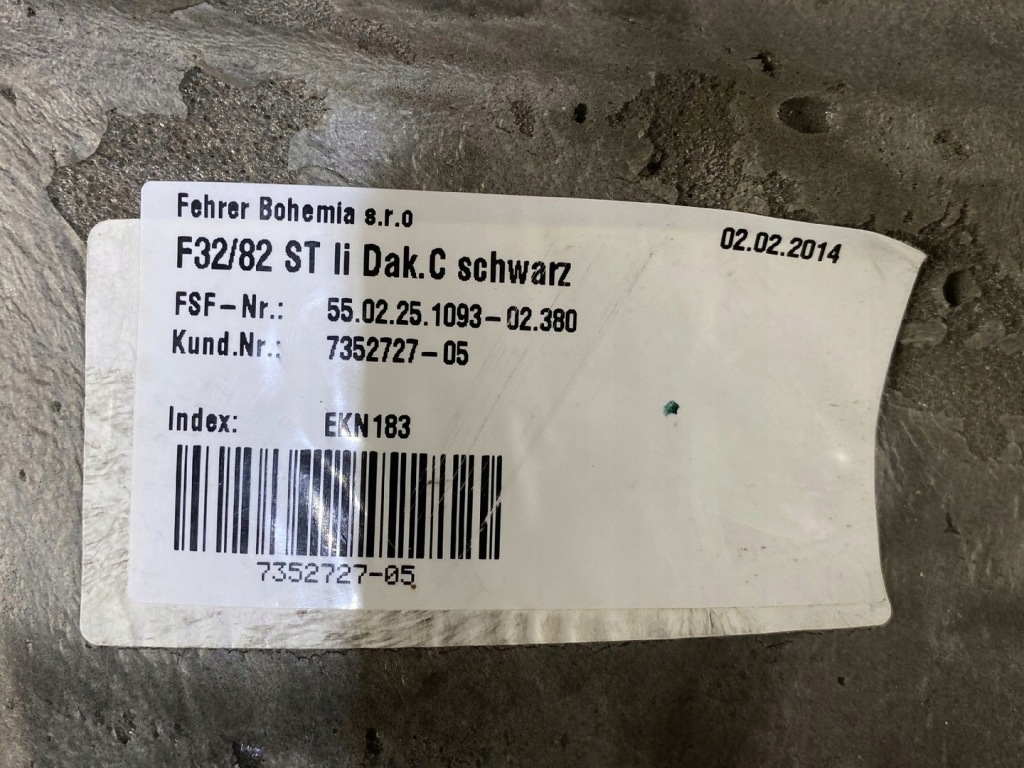 Fehrer Bohemia s.r.o
02.02.2014
F32/82 ST li Dak.C schwarz
FSF-Nr.: 55.02.25.1093-02.380
Kund.Nr.: 7352727-05
Index: EKN183
7352727-05